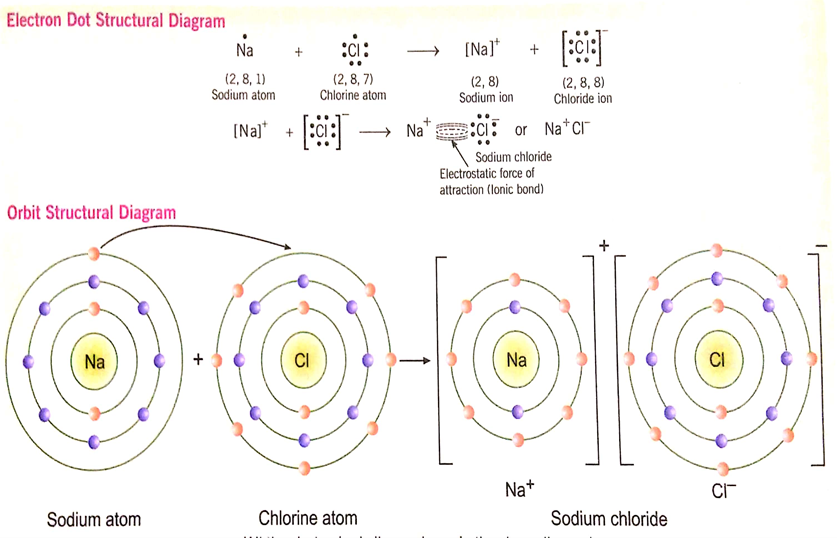 Electron Dot Structural Diagram
Na + Cl → [Na]⁺ + [Cl]⁻
(2, 8, 1) (2, 8, 7) (2, 8) (2, 8, 8)
Sodium atom Chlorine atom Sodium ion Chloride ion
[Na]⁺ + [Cl]⁻ → Na⁺ Cl⁻ or Na⁺Cl⁻
Sodium chloride
Electrostatic force of
attraction (Ionic bond)
Orbit Structural Diagram
+ −
Na + Cl → Na Cl
Na⁺ Cl⁻
Sodium atom Chlorine atom Sodium chloride